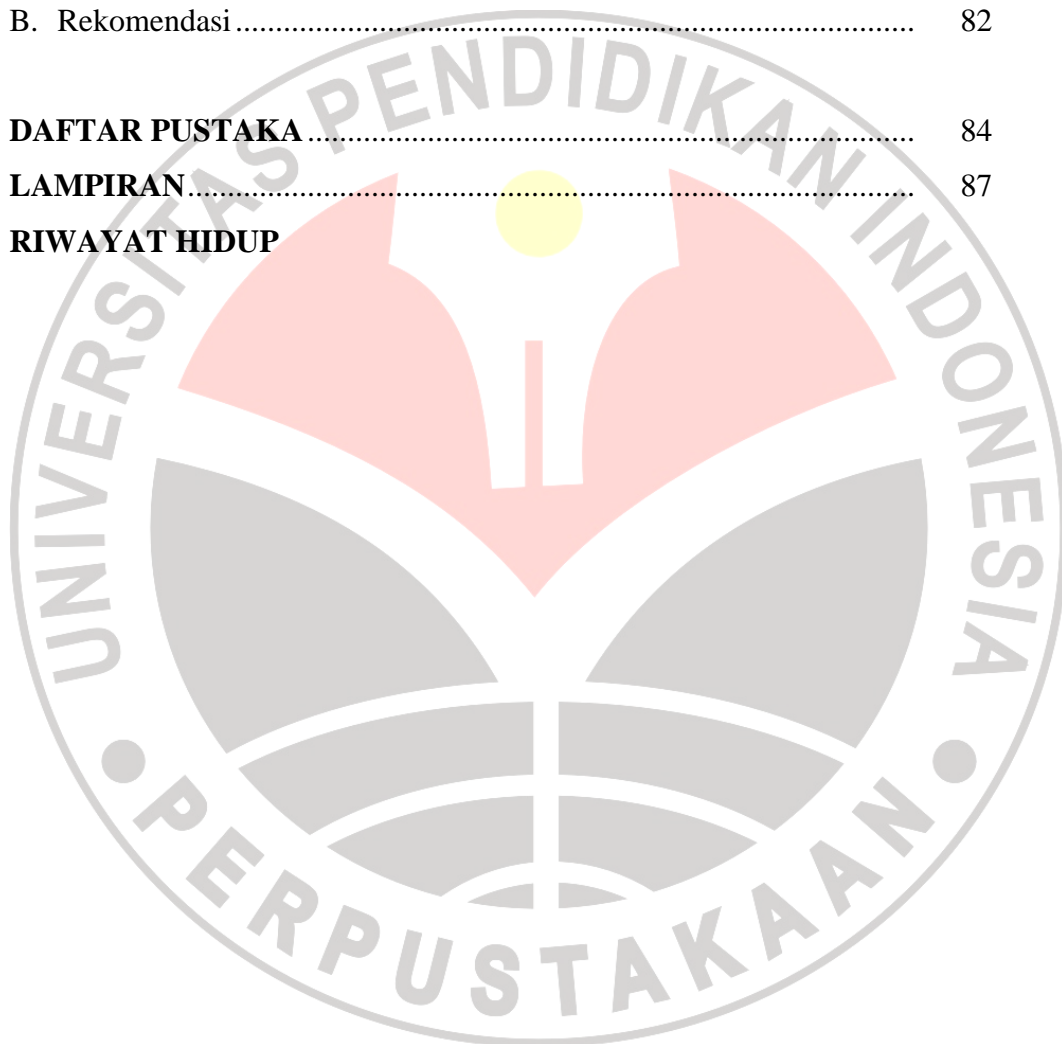 B. Rekomendasi ........................................................................................ 82
DAFTAR PUSTAKA .............................................................................. 84
LAMPIRAN .............................................................................................. 87
RIWAYAT HIDUP
UNIVERSITAS PENDIDIKAN INDONESIA
PERPUSTAKAAN